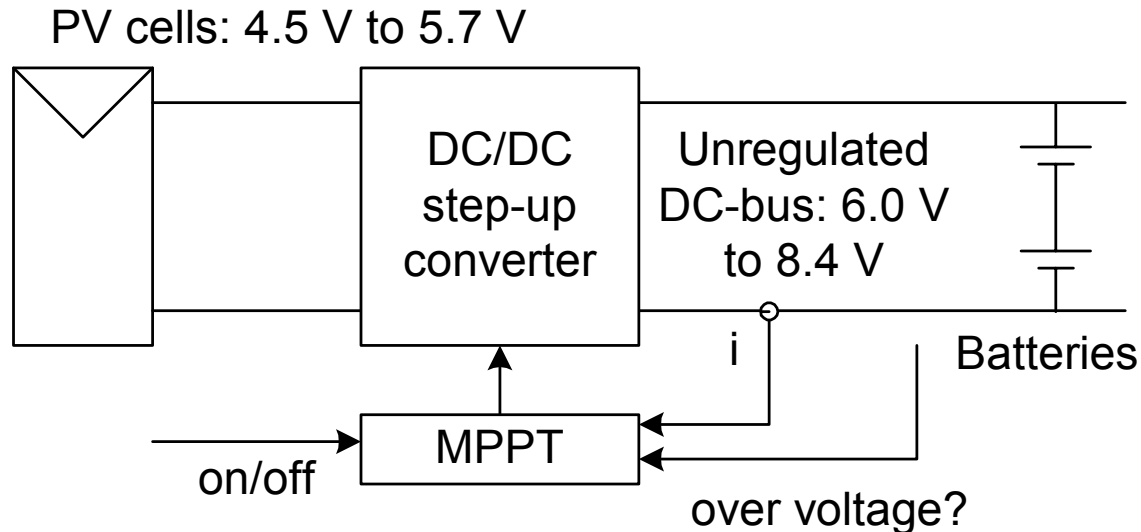 PV cells: 4.5 V to 5.7 V
DC/DC
step-up
converter
Unregulated
DC-bus: 6.0 V
to 8.4 V
i
Batteries
MPPT
on/off
over voltage?